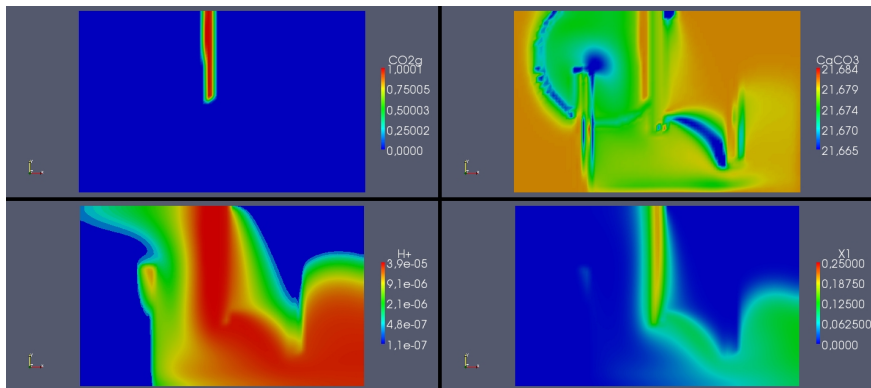 CO2g
1,0001
0,75005
0,50003
0,25002
0,0000
CaCO3
21,684
21,679
21,674
21,670
21,665
H+
3,9e-05
9,1e-06
2,1e-06
4,8e-07
1,1e-07
X1
0,25000
0,18750
0,12500
0,062500
0,0000